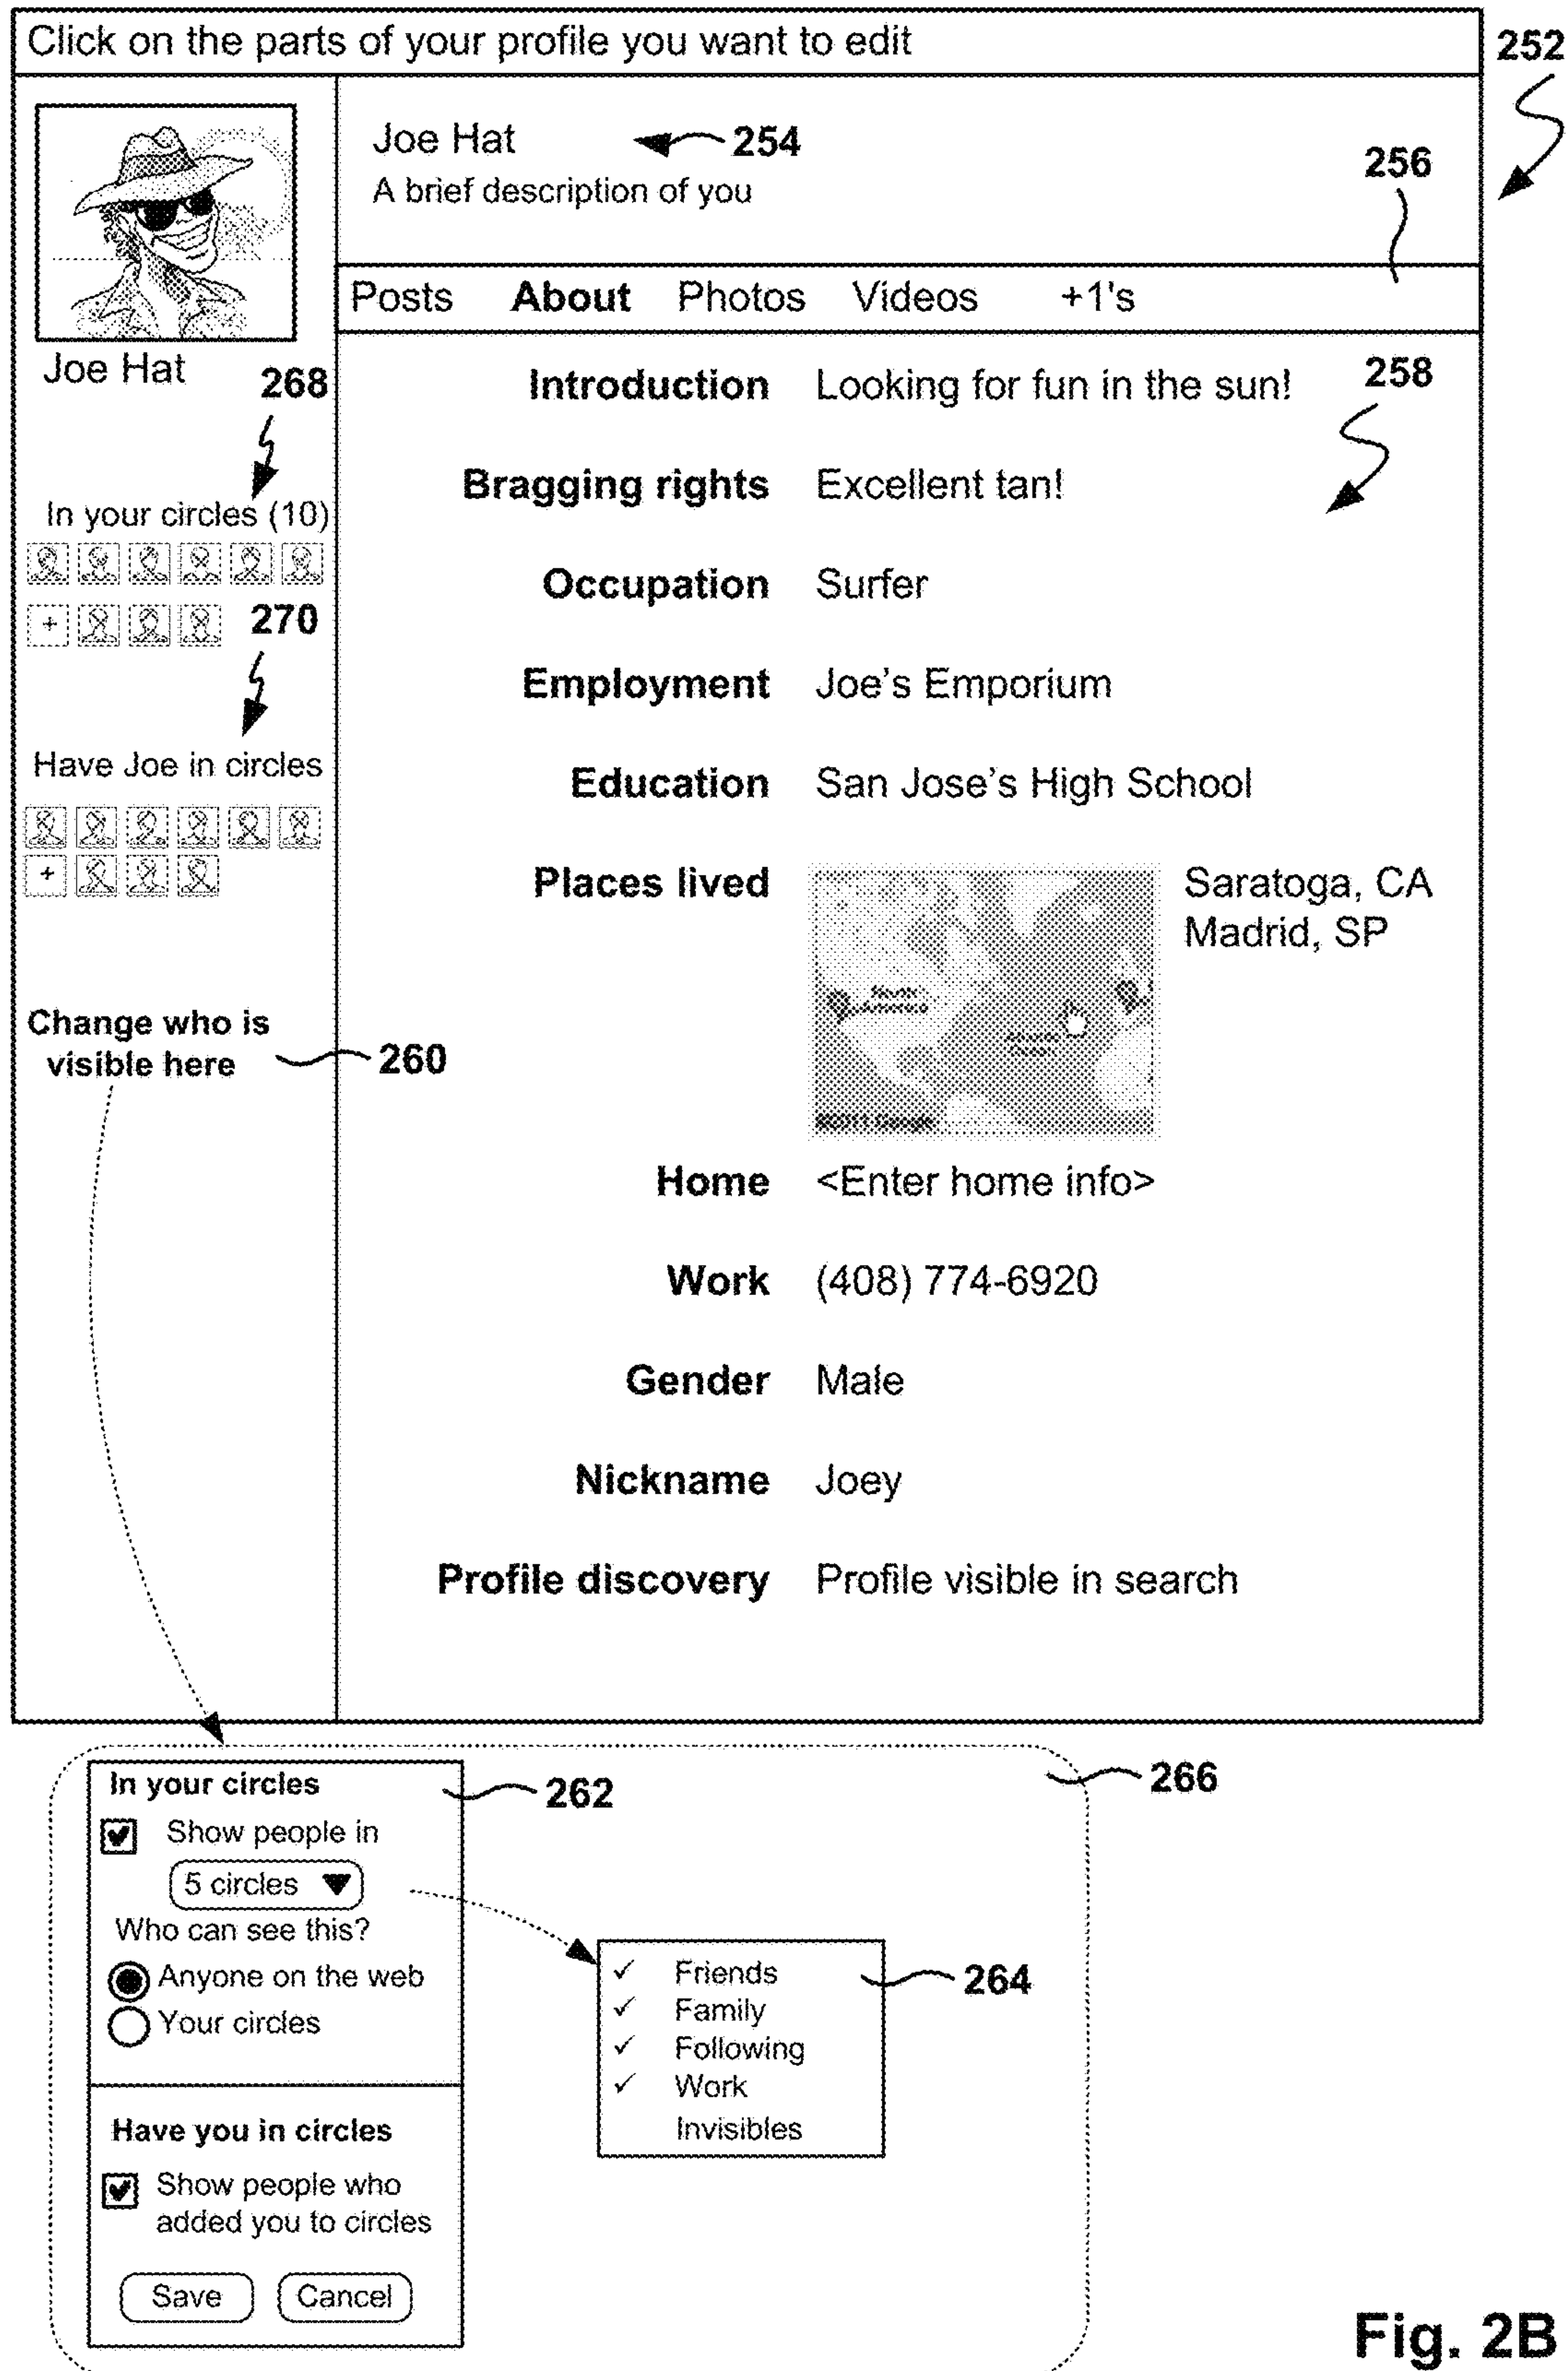 Click on the parts of your profile you want to edit
252
Joe Hat
254
A brief description of you
256
Posts About Photos Videos +1's
Joe Hat
268
Introduction Looking for fun in the sun!
258
Bragging rights Excellent tan!
In your circles (10)
Occupation Surfer
+
270
Employment Joe's Emporium
Have Joe in circles
Education San Jose's High School
+
Places lived
Saratoga, CA
Madrid, SP
Change who is
visible here
260
Home <Enter home info>
Work (408) 774-6920
Gender Male
Nickname Joey
Profile discovery Profile visible in search
In your circles
262
266
Show people in
5 circles
Who can see this?
Anyone on the web
Your circles
Friends
264
Family
Following
Work
Invisibles
Have you in circles
Show people who
added you to circles
Save Cancel
Fig. 2B